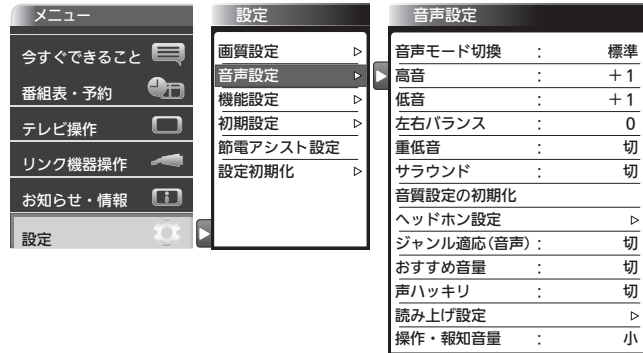 メニュー
今すぐできること
番組表・予約
テレビ操作
リンク機器操作
お知らせ・情報
設定
設定
画質設定 ▷
音声設定 ▷
機能設定 ▷
初期設定 ▷
節電アシスト設定
設定初期化 ▷
音声設定
音声モード切換 : 標準
高音 : +1
低音 : +1
左右バランス : 0
重低音 : 切
サラウンド : 切
音質設定の初期化
ヘッドホン設定 ▷
ジャンル適応(音声) : 切
おすすめ音量 : 切
声ハッキリ : 切
読み上げ設定 ▷
操作・報知音量 : 小